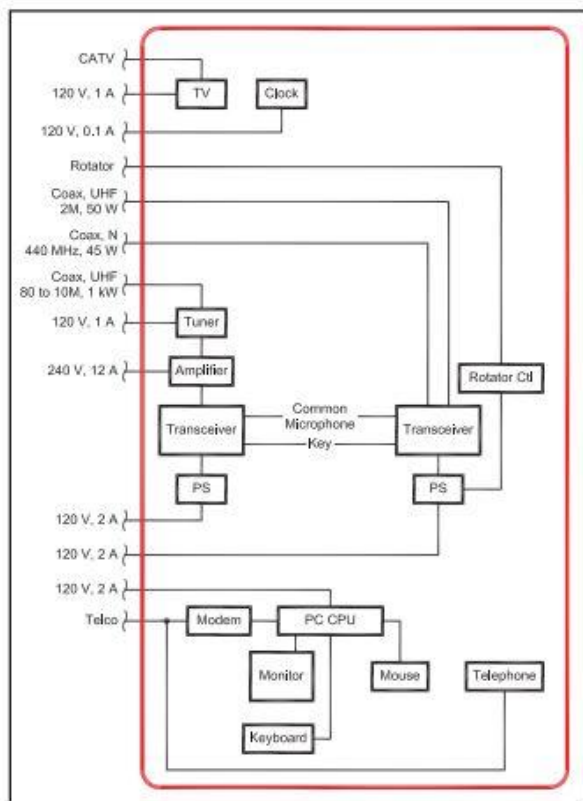 CATV
120 V, 1 A
TV
Clock
120 V, 0.1 A
Rotator
Coax, UHF
2M, 50 W
Coax, N
440 MHz, 45 W
Coax, UHF
80 to 10M, 1 kW
120 V, 1 A
Tuner
240 V, 12 A
Amplifier
Rotator Ctl
Transceiver
Common
Microphone
Key
Transceiver
PS
PS
120 V, 2 A
120 V, 2 A
120 V, 2 A
Telco
Modem
PC CPU
Monitor
Mouse
Telephone
Keyboard